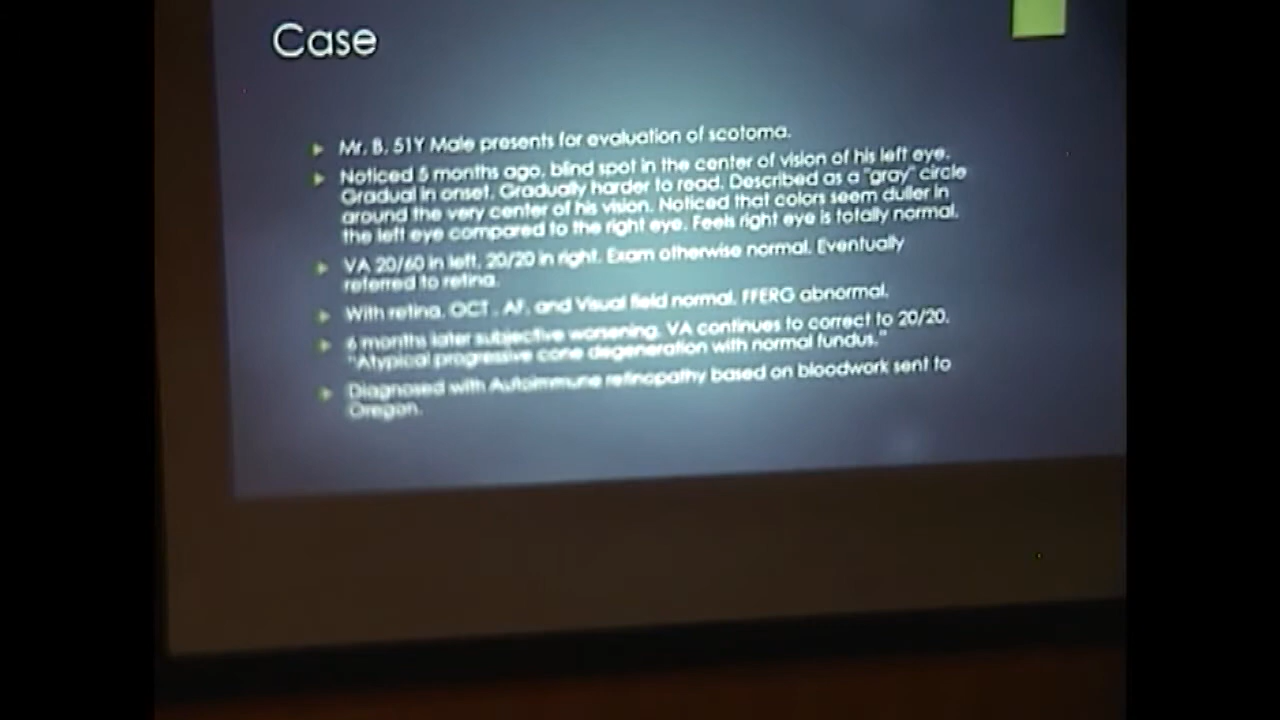 Case
Mr. B. 51Y Male presents for evaluation of scotoma.
Noticed 5 months ago, blind spot in the center of vision of his left eye.
Gradual in onset. Gradually harder to read. Described as a "gray" circle
around the very center of his vision. Noticed that colors seem duller in
the left eye compared to the right eye. Feels right eye is totally normal.
VA 20/60 in left, 20/20 in right. Exam otherwise normal. Eventually
referred to retina.
With retina, OCT, AF, and Visual field normal. FFERG abnormal.
6 months later subjective worsening. VA continues to correct to 20/20.
"Atypical progressive cone degeneration with normal fundus."
Diagnosed with Autoimmune retinopathy based on bloodwork sent to
Oregon.